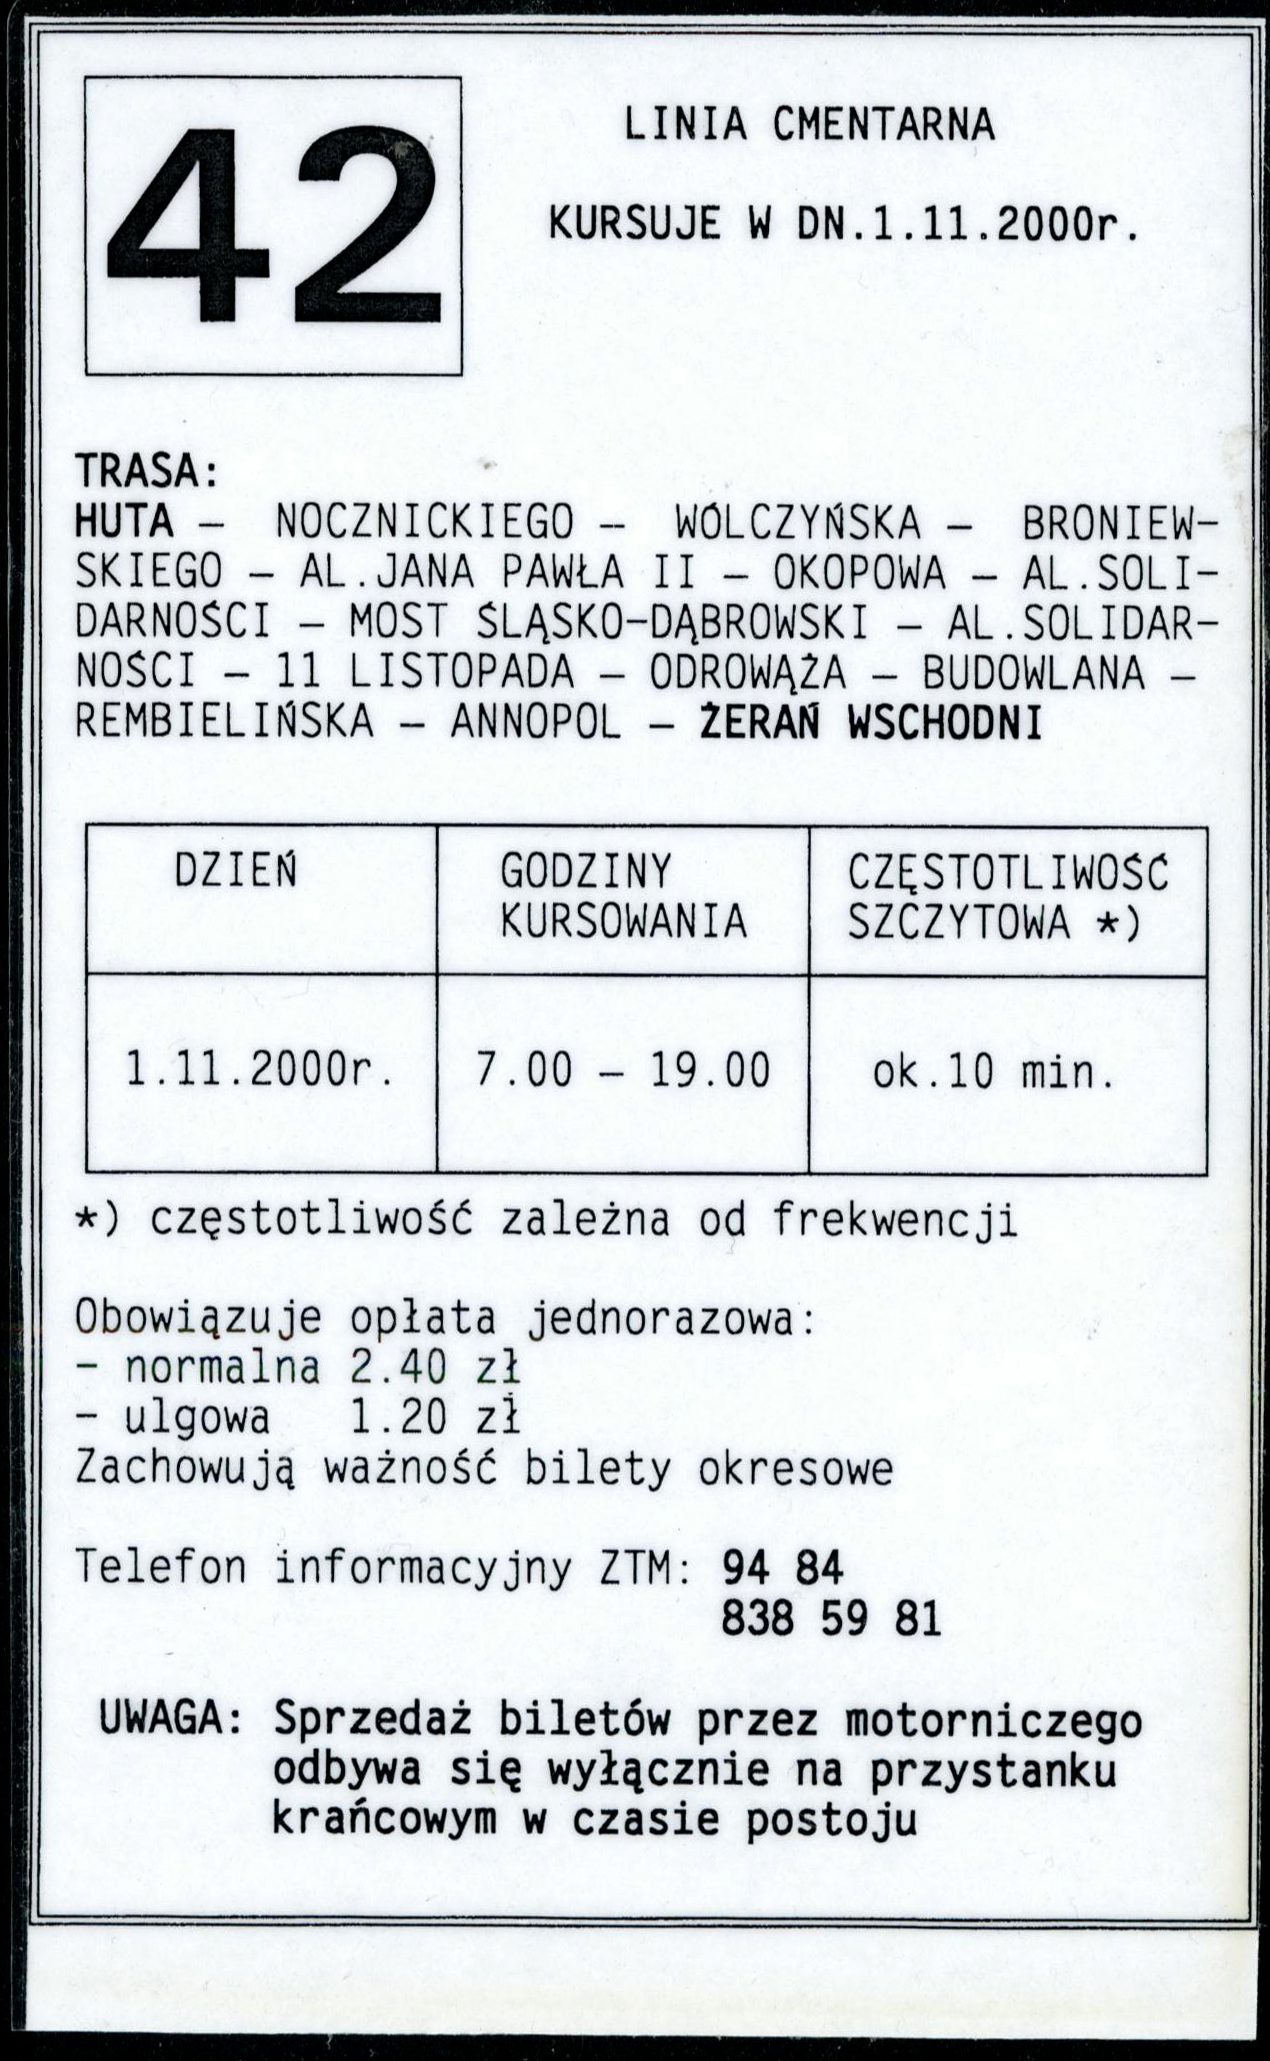 42
LINIA CMENTARNA
KURSUJE W DN.1.11.2000r.
TRASA:
HUTA – NOCZNICKIEGO – WÓLCZYŃSKA – BRONIEW-
SKIEGO – AL.JANA PAWŁA II – OKOPOWA – AL.SOLI-
DARNOŚCI – MOST ŚLĄSKO-DĄBROWSKI – AL.SOLIDAR-
NOŚCI – 11 LISTOPADA – ODROWĄŻA – BUDOWLANA –
REMBIELIŃSKA – ANNOPOL – ŻERAŃ WSCHODNI
DZIEŃ GODZINY CZĘSTOTLIWOŚĆ
KURSOWANIA SZCZYTOWA *)
1.11.2000r. 7.00 – 19.00 ok.10 min.
*) częstotliwość zależna od frekwencji
Obowiązuje opłata jednorazowa:
– normalna 2.40 zł
– ulgowa 1.20 zł
Zachowują ważność bilety okresowe
Telefon informacyjny ZTM: 94 84
838 59 81
UWAGA: Sprzedaż biletów przez motorniczego
odbywa się wyłącznie na przystanku
krańcowym w czasie postoju